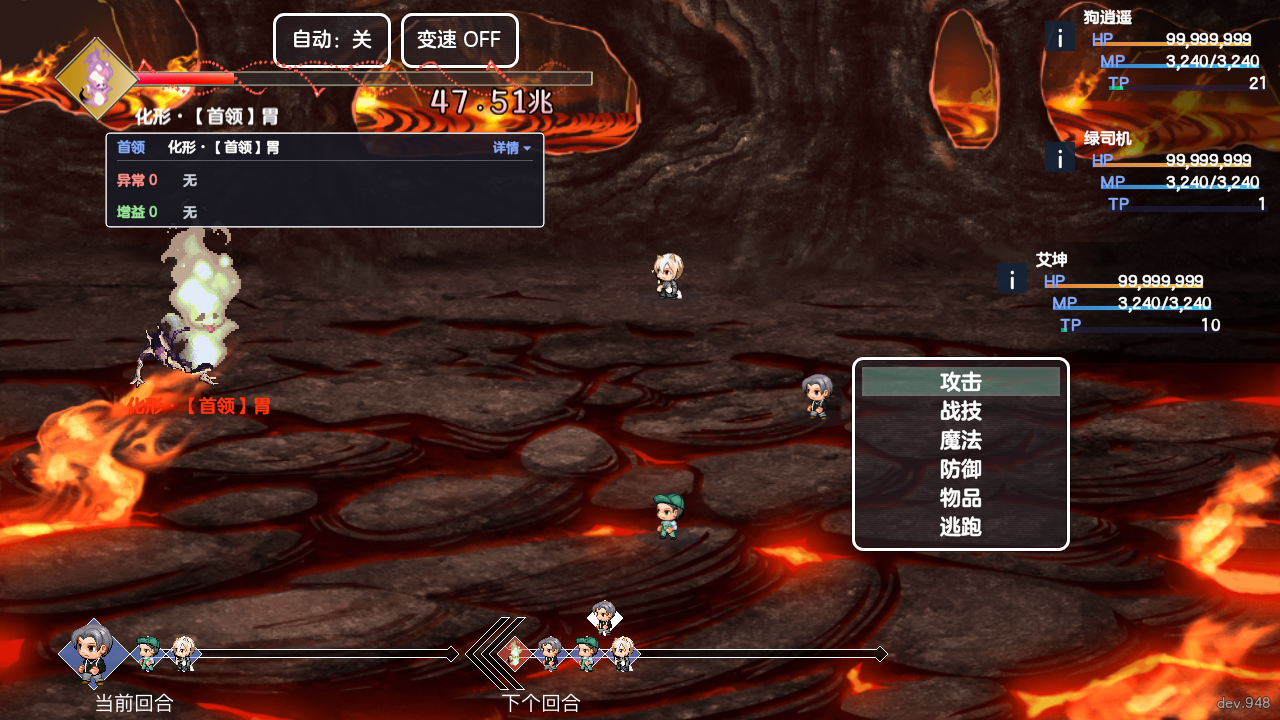 自动：关
变速 OFF
47.51兆
化形·【首领】胃
首领 化形·【首领】胃 详情
异常 0 无
增益 0 无
化形·【首领】胃
狗逍遥
HP 99,999,999
MP 3,240/3,240
TP 21
绿司机
HP 99,999,999
MP 3,240/3,240
TP 1
艾坤
HP 99,999,999
MP 3,240/3,240
TP 10
攻击
战技
魔法
防御
物品
逃跑
当前回合
下个回合
dev.948